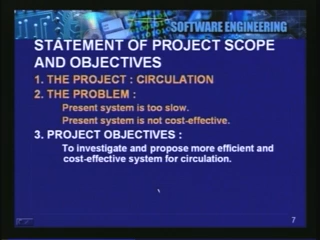 SOFTWARE ENGINEERING
STATEMENT OF PROJECT SCOPE
AND OBJECTIVES
1. THE PROJECT : CIRCULATION
2. THE PROBLEM :
Present system is too slow.
Present system is not cost-effective.
3. PROJECT OBJECTIVES :
To investigate and propose more efficient and
cost-effective system for circulation.
7